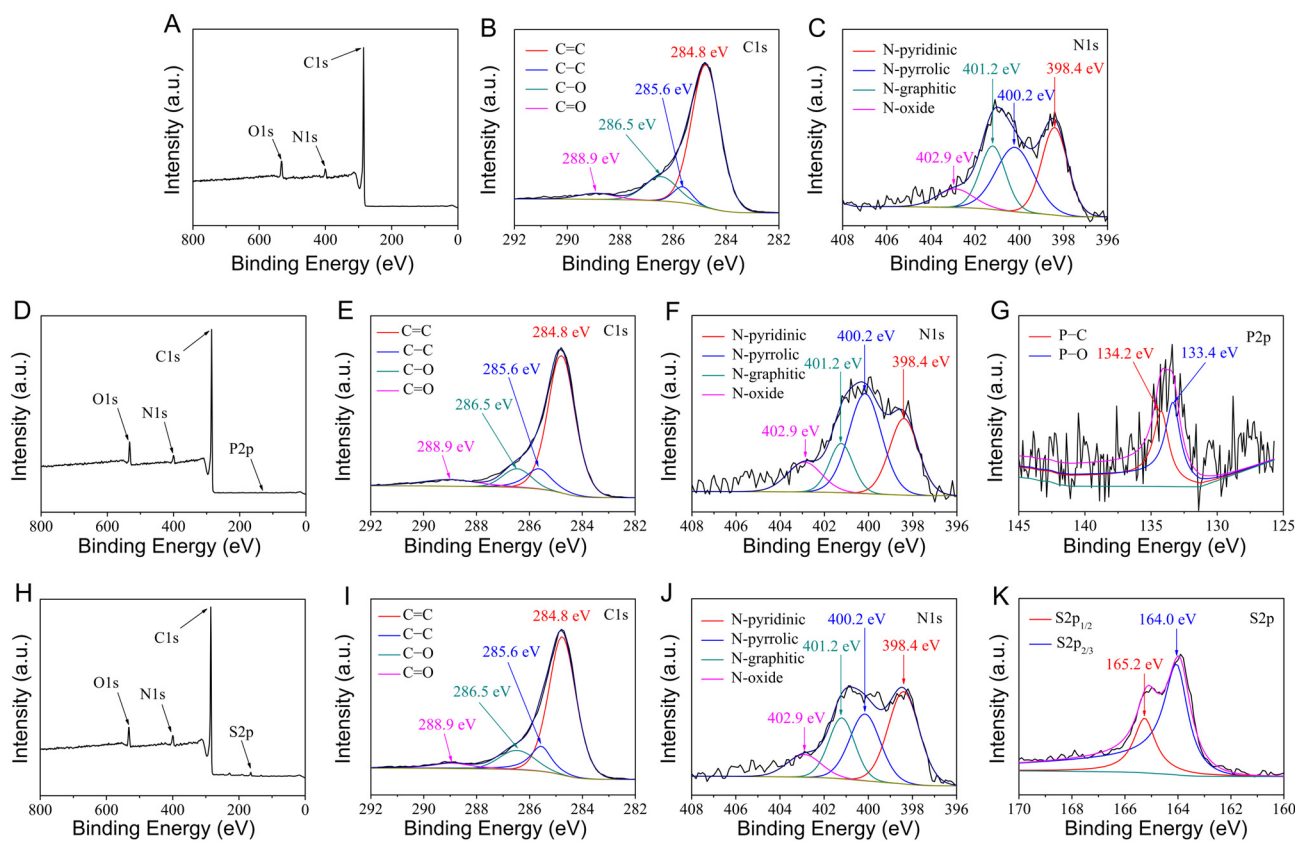 A
Intensity (a.u.)
C1s
O1s
N1s
800 600 400 200 0
Binding Energy (eV)
B
Intensity (a.u.)
C=C
C−C
C−O
C=O
284.8 eV
C1s
285.6 eV
286.5 eV
288.9 eV
292 290 288 286 284 282
Binding Energy (eV)
C
Intensity (a.u.)
N-pyridinic
N-pyrrolic
N-graphitic
N-oxide
N1s
401.2 eV
398.4 eV
400.2 eV
402.9 eV
408 406 404 402 400 398 396
Binding Energy (eV)
D
Intensity (a.u.)
C1s
O1s
N1s
P2p
800 600 400 200 0
Binding Energy (eV)
E
Intensity (a.u.)
C=C
C−C
C−O
C=O
284.8 eV
C1s
285.6 eV
286.5 eV
288.9 eV
292 290 288 286 284 282
Binding Energy (eV)
F
Intensity (a.u.)
N-pyridinic
N-pyrrolic
N-graphitic
N-oxide
400.2 eV
N1s
401.2 eV
398.4 eV
402.9 eV
408 406 404 402 400 398 396
Binding Energy (eV)
G
Intensity (a.u.)
P−C
P−O
P2p
134.2 eV
133.4 eV
145 140 135 130 125
Binding Energy (eV)
H
Intensity (a.u.)
C1s
O1s
N1s
S2p
800 600 400 200 0
Binding Energy (eV)
I
Intensity (a.u.)
C=C
C−C
C−O
C=O
284.8 eV
C1s
285.6 eV
286.5 eV
288.9 eV
292 290 288 286 284 282
Binding Energy (eV)
J
Intensity (a.u.)
N-pyridinic
N-pyrrolic
N-graphitic
N-oxide
400.2 eV
N1s
401.2 eV
398.4 eV
402.9 eV
408 406 404 402 400 398 396
Binding Energy (eV)
K
Intensity (a.u.)
S2p1/2
S2p2/3
164.0 eV
S2p
165.2 eV
170 168 166 164 162 160
Binding Energy (eV)